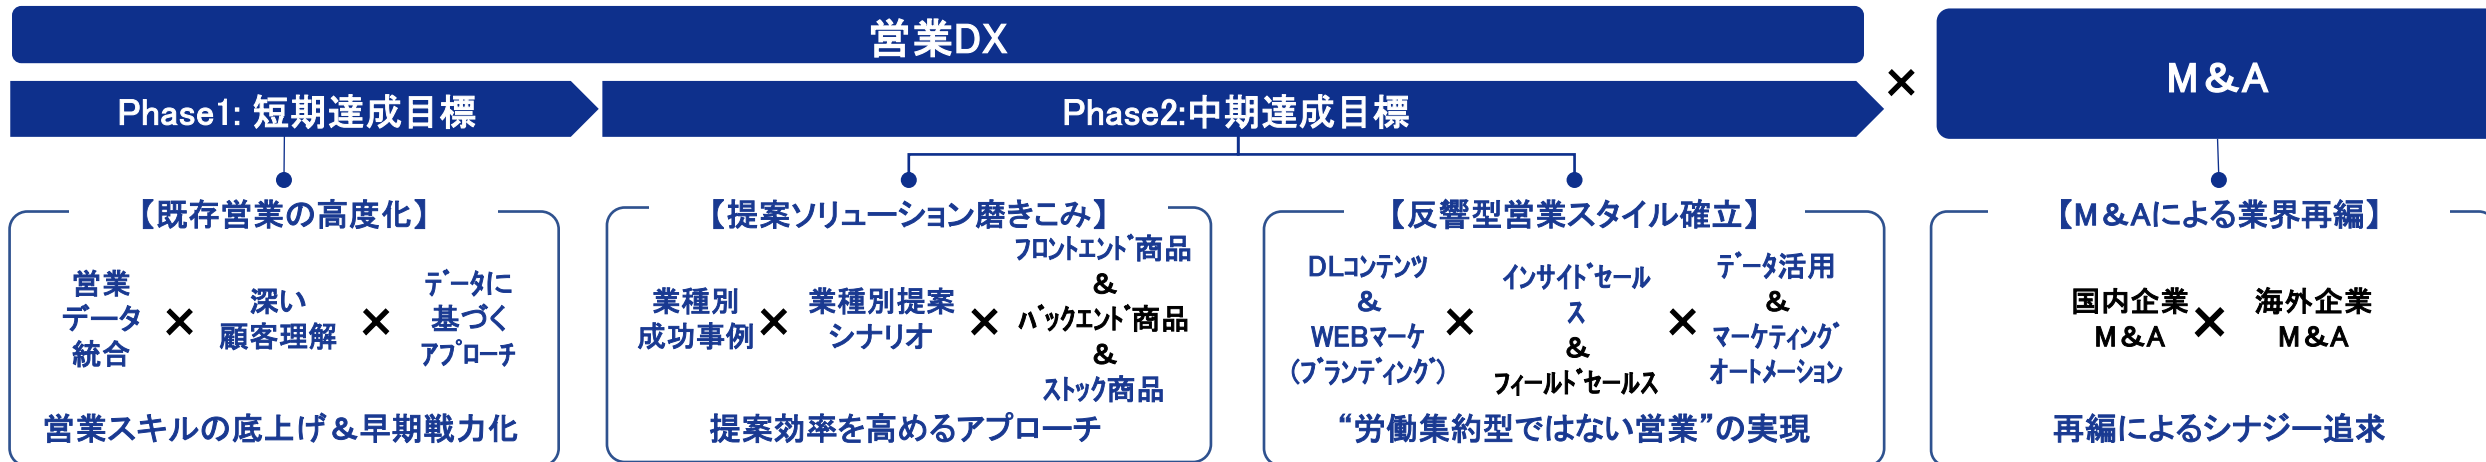 営業DX
×
M&A
Phase1: 短期達成目標
Phase2:中期達成目標
【既存営業の高度化】
営業
データ
統合
×
深い
顧客理解
×
ﾃﾞｰﾀに
基づく
ｱﾌﾟﾛｰﾁ
営業スキルの底上げ&早期戦力化
【提案ソリューション磨きこみ】
業種別
成功事例
×
業種別提案
シナリオ
×
ﾌﾛﾝﾄｴﾝﾄﾞ商品
&
ﾊﾞｯｸｴﾝﾄﾞ商品
&
ｽﾄｯｸ商品
提案効率を高めるアプローチ
【反響型営業スタイル確立】
DLｺﾝﾃﾝﾂ
&
WEBﾏｰｹ
(ﾌﾞﾗﾝﾃﾞｨﾝｸﾞ)
×
ｲﾝｻｲﾄﾞｾｰﾙ
ｽ
&
ﾌｨｰﾙﾄﾞｾｰﾙｽ
×
ﾃﾞｰﾀ活用
&
ﾏｰｹﾃｨﾝｸﾞ
ｵｰﾄﾒｰｼｮﾝ
“労働集約型ではない営業”の実現
【M&Aによる業界再編】
国内企業
M&A
×
海外企業
M&A
再編によるシナジー追求